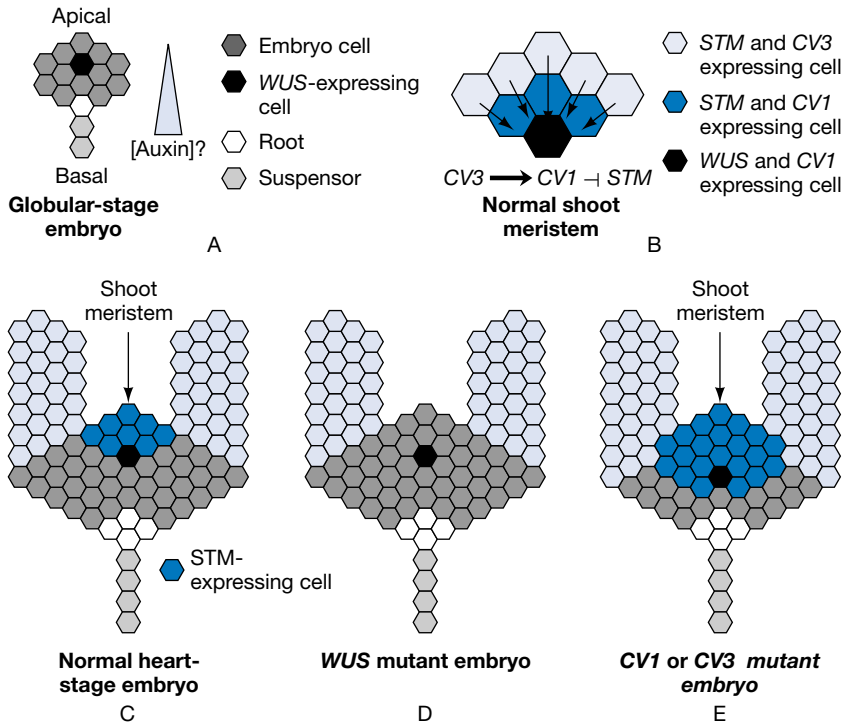 Apical
[Auxin]?
Basal
Globular-stage
embryo
Embryo cell
WUS-expressing
cell
Root
Suspensor
A
CV3 → CV1 ⊣ STM
Normal shoot
meristem
STM and CV3
expressing cell
STM and CV1
expressing cell
WUS and CV1
expressing cell
B
Shoot
meristem
STM-
expressing cell
Normal heart-
stage embryo
C
WUS mutant embryo
D
Shoot
meristem
CV1 or CV3 mutant
embryo
E